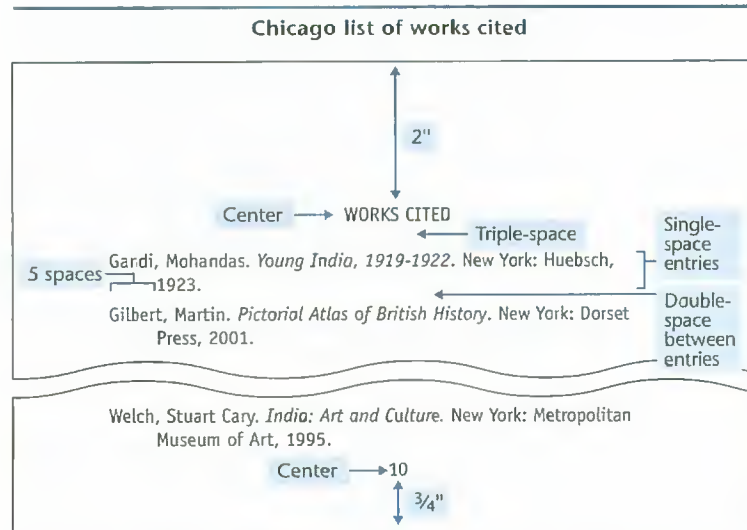 Chicago list of works cited
2"
Center
WORKS CITED
Triple-space
Single-
space
entries
5 spaces
Gardi, Mohandas. Young India, 1919-1922. New York: Huebsch,
1923.
Double-
space
between
entries
Gilbert, Martin. Pictorial Atlas of British History. New York: Dorset
Press, 2001.
Welch, Stuart Cary. India: Art and Culture. New York: Metropolitan
Museum of Art, 1995.
Center
10
3/4"